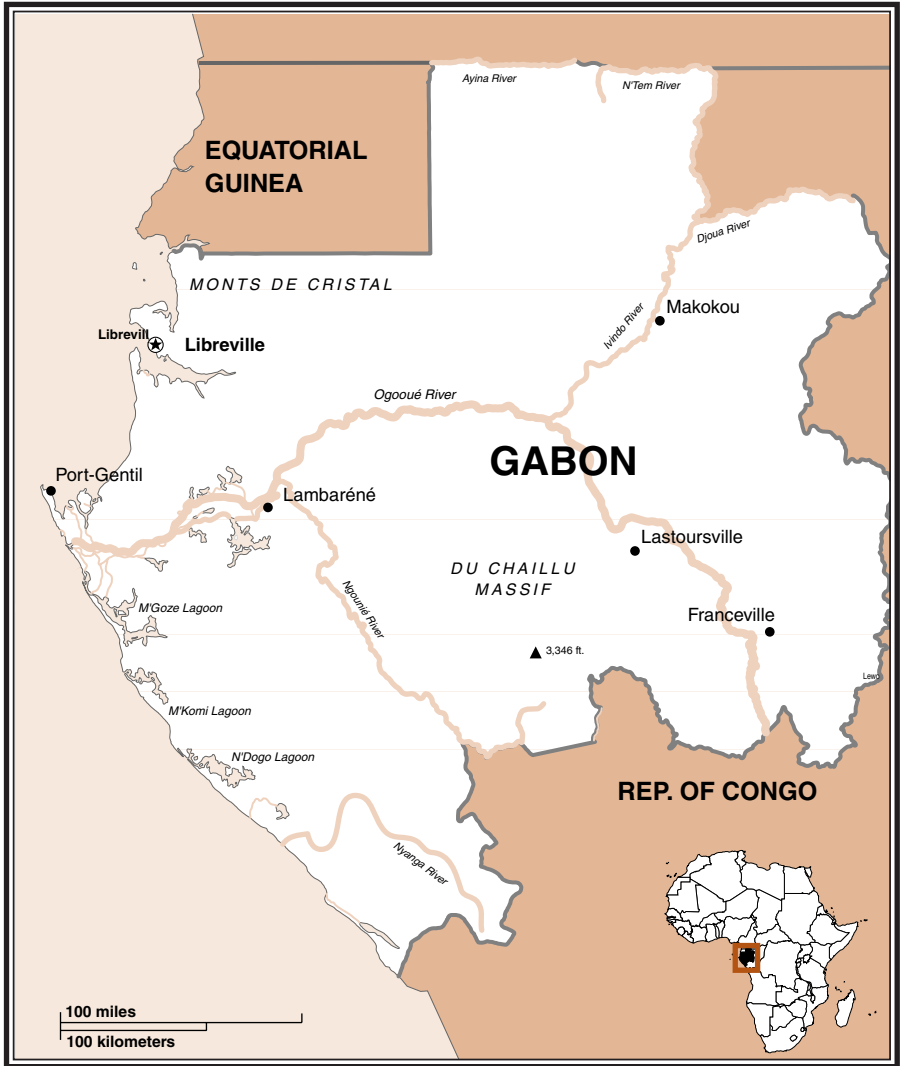 Ayina River
N'Tem River
EQUATORIAL
GUINEA
Djoua River
MONTS DE CRISTAL
Makokou
Ivindo River
Librevill
Libreville
Ogooué River
GABON
Port-Gentil
Lambaréné
Lastoursville
DU CHAILLU
MASSIF
Ngounié River
M'Goze Lagoon
Franceville
3,346 ft.
Lewo
M'Komi Lagoon
N'Dogo Lagoon
REP. OF CONGO
Nyanga River
100 miles
100 kilometers